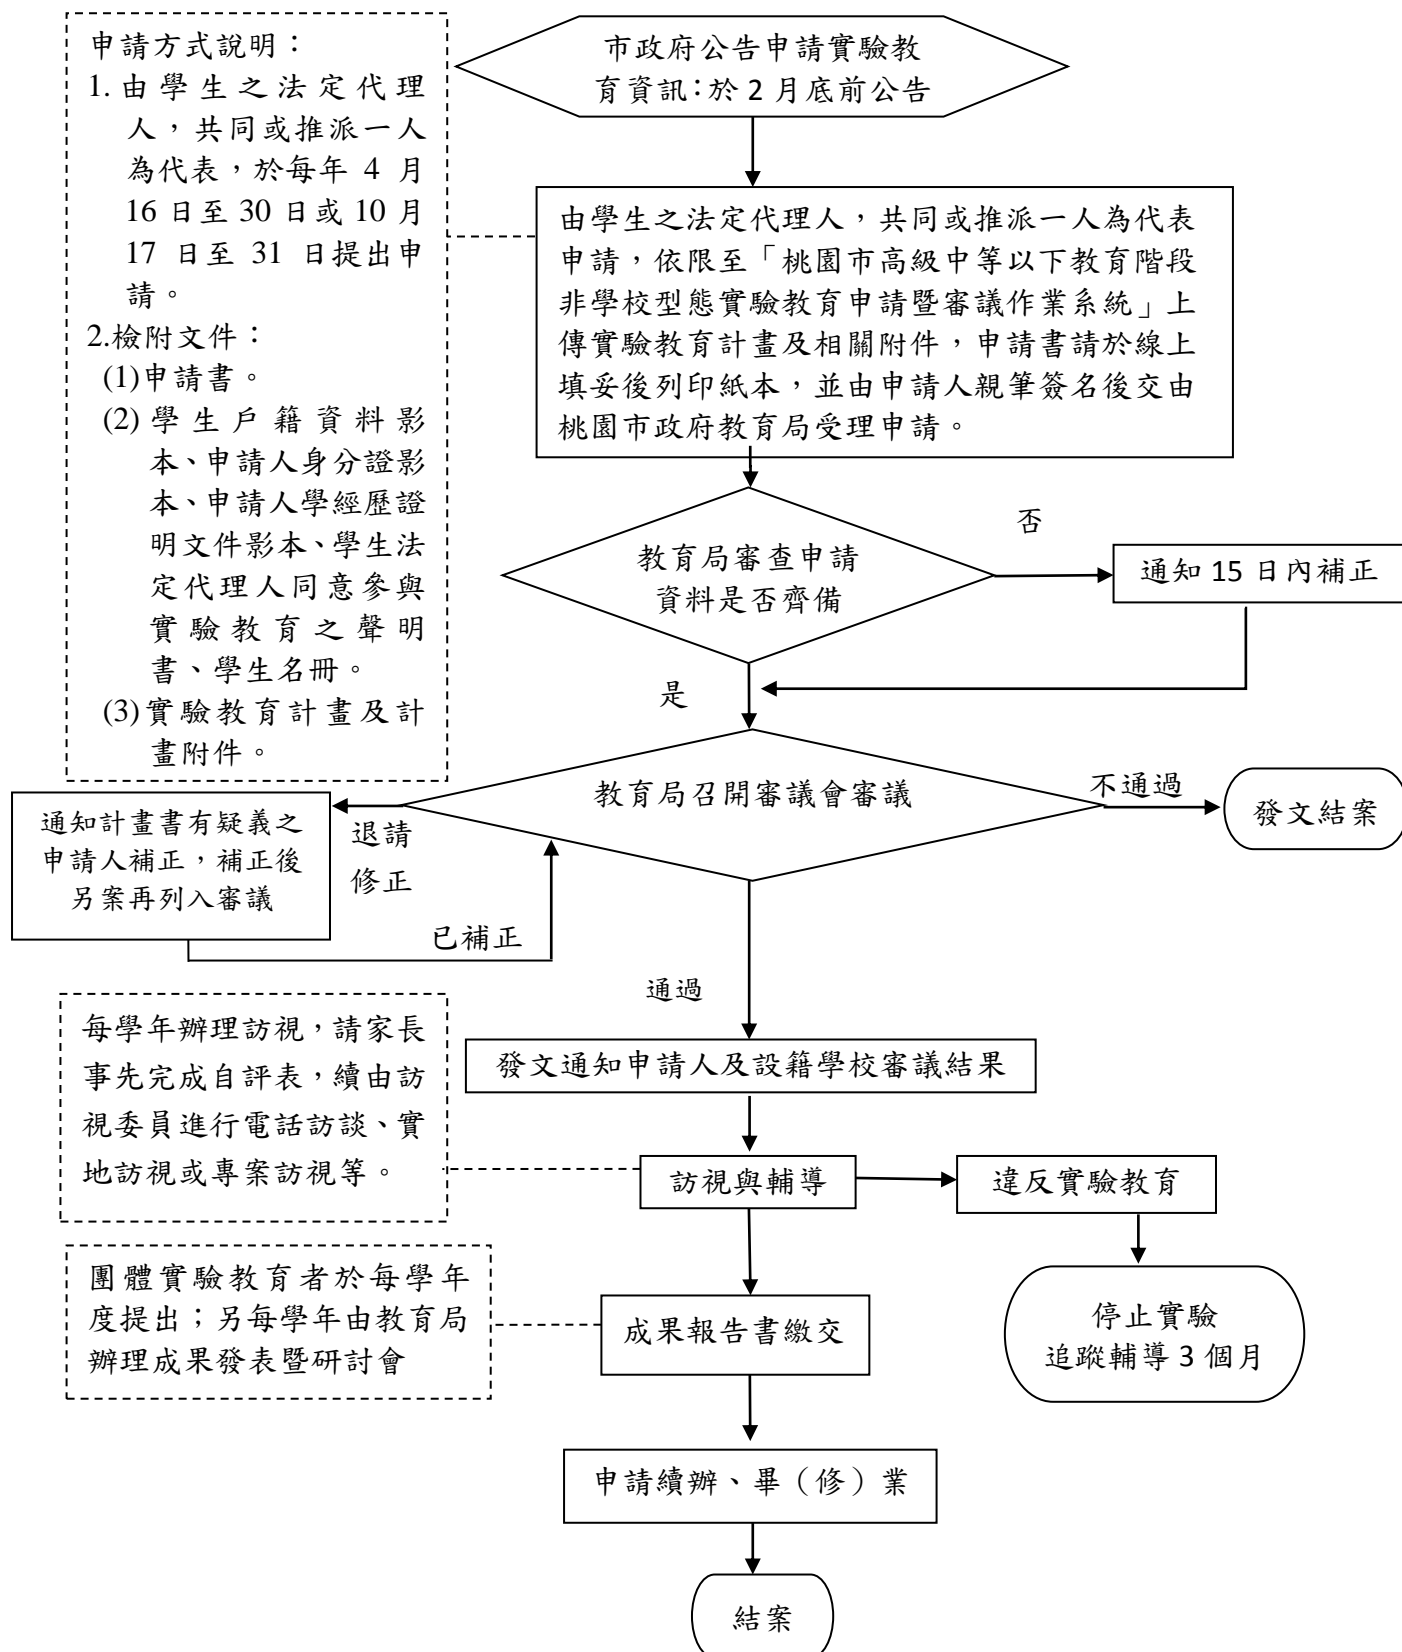 申請方式說明：
1. 由學生之法定代理
人，共同或推派一人
為代表，於每年 4 月
16 日至 30 日或 10 月
17 日至 31 日提出申
請。
2.檢附文件：
(1)申請書。
(2)學生戶籍資料影
本、申請人身分證影
本、申請人學經歷證
明文件影本、學生法
定代理人同意參與
實驗教育之聲明
書、學生名冊。
(3)實驗教育計畫及計
畫附件。
市政府公告申請實驗教
育資訊：於 2 月底前公告
由學生之法定代理人，共同或推派一人為代表
申請，依限至「桃園市高級中等以下教育階段
非學校型態實驗教育申請暨審議作業系統」上
傳實驗教育計畫及相關附件，申請書請於線上
填妥後列印紙本，並由申請人親筆簽名後交由
桃園市政府教育局受理申請。
教育局審查申請
資料是否齊備
否
通知 15 日內補正
是
教育局召開審議會審議
不通過
發文結案
退請
修正
通知計畫書有疑義之
申請人補正，補正後
另案再列入審議
已補正
通過
發文通知申請人及設籍學校審議結果
每學年辦理訪視，請家長
事先完成自評表，續由訪
視委員進行電話訪談、實
地訪視或專案訪視等。
訪視與輔導
違反實驗教育
停止實驗
追蹤輔導 3 個月
團體實驗教育者於每學年
度提出；另每學年由教育局
辦理成果發表暨研討會
成果報告書繳交
申請續辦、畢（修）業
結案